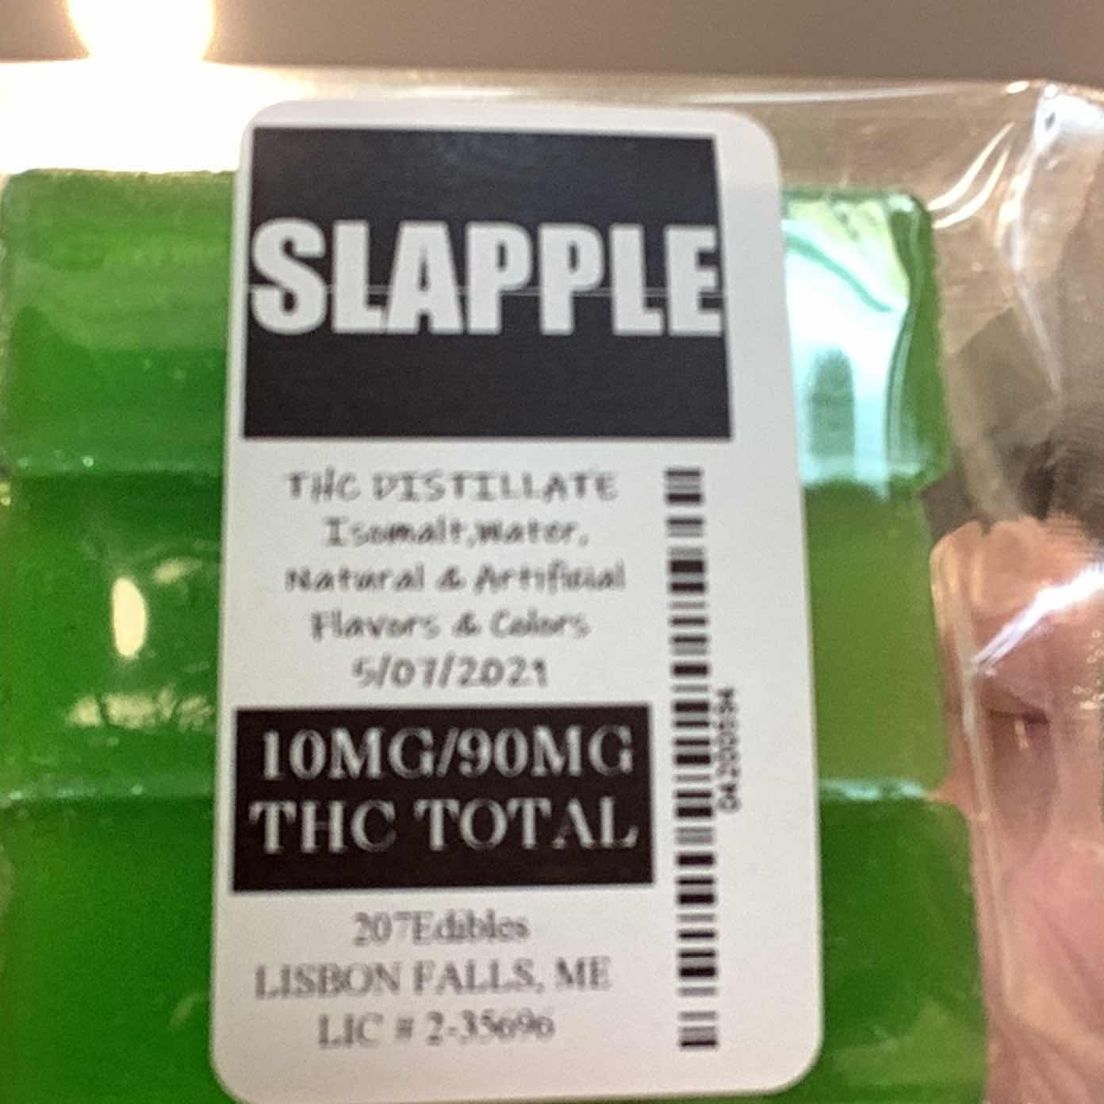 SLAPPLE
THC DISTILLATE
Isomalt,Water,
Natural & Artificial
Flavors & Colors
5/07/2021
10MG/90MG
THC TOTAL
207Edibles
LISBON FALLS, ME
LIC # 2-35696
04200594